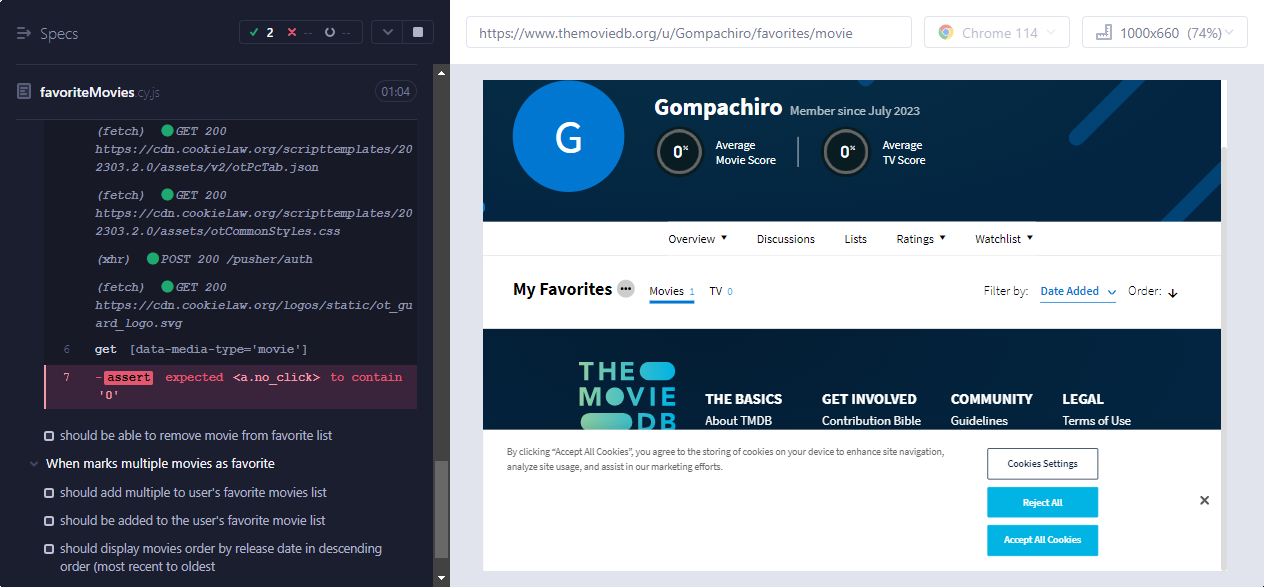 Specs
2
--
--
favoriteMovies.cy.js
01:04
(fetch) GET 200
https://cdn.cookielaw.org/scripttemplates/20
2303.2.0/assets/v2/otPcTab.json
(fetch) GET 200
https://cdn.cookielaw.org/scripttemplates/20
2303.2.0/assets/otCommonStyles.css
(xhr) POST 200 /pusher/auth
(fetch) GET 200
https://cdn.cookielaw.org/logos/static/ot_gu
ard_logo.svg
6 get [data-media-type='movie']
7 -assert expected <a.no_click> to contain
'0'
should be able to remove movie from favorite list
When marks multiple movies as favorite
should add multiple to user's favorite movies list
should be added to the user's favorite movie list
should display movies order by release date in descending
order (most recent to oldest
https://www.themoviedb.org/u/Gompachiro/favorites/movie
Chrome 114
1000x660 (74%)
G
Gompachiro Member since July 2023
0% Average
Movie Score
0% Average
TV Score
Overview Discussions Lists Ratings Watchlist
My Favorites ••• Movies 1 TV 0
Filter by: Date Added Order:
THE
MOVIE
DB
THE BASICS
About TMDB
GET INVOLVED
Contribution Bible
COMMUNITY
Guidelines
LEGAL
Terms of Use
By clicking “Accept All Cookies”, you agree to the storing of cookies on your device to enhance site navigation,
analyze site usage, and assist in our marketing efforts.
Cookies Settings
Reject All
Accept All Cookies